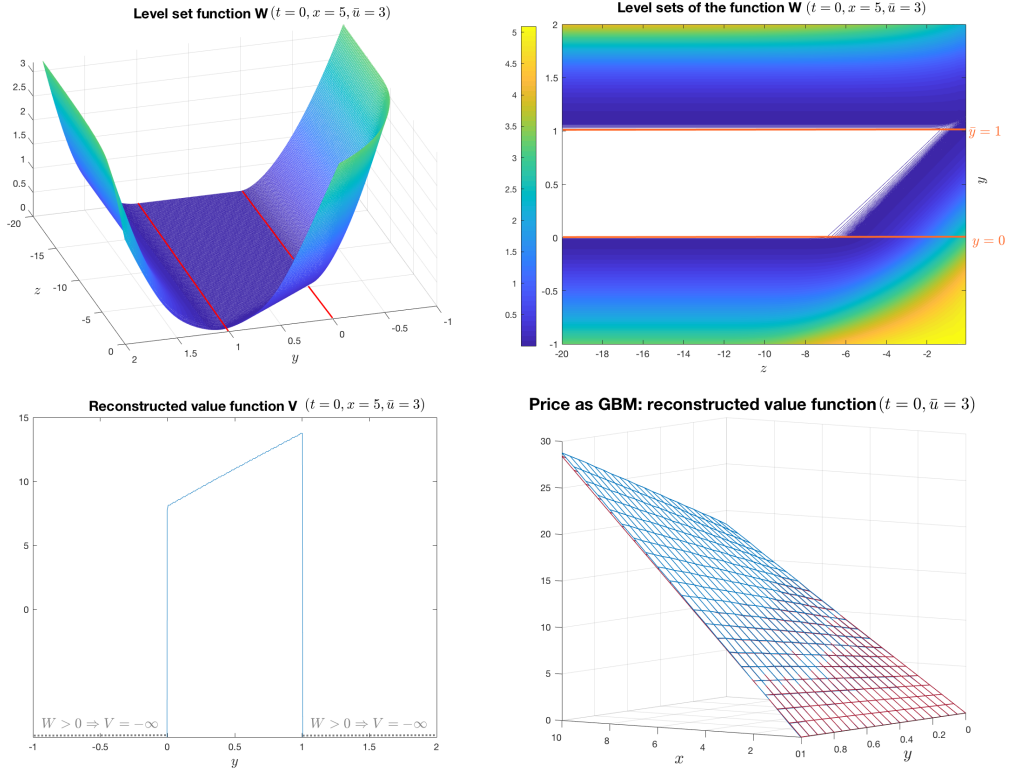 Level set function W (t = 0, x = 5, ū = 3)
3
2.5
2
1.5
1
0.5
0
-20
-15
-10
-5
0
z
2
1.5
1
0.5
0
-0.5
-1
y
Level sets of the function W (t = 0, x = 5, ū = 3)
5
4.5
4
3.5
3
2.5
2
1.5
1
0.5
2
1.5
1
0.5
0
-0.5
-1
ȳ = 1
y
y = 0
-20 -18 -16 -14 -12 -10 -8 -6 -4 -2
z
Reconstructed value function V (t = 0, x = 5, ū = 3)
15
10
5
0
W > 0 ⇒ V = −∞ W > 0 ⇒ V = −∞
-1 -0.5 0 0.5 1 1.5 2
y
Price as GBM: reconstructed value function (t = 0, ū = 3)
30
25
20
15
10
5
0
10 8 6 4 2 0
x
1 0.8 0.6 0.4 0.2 0
y